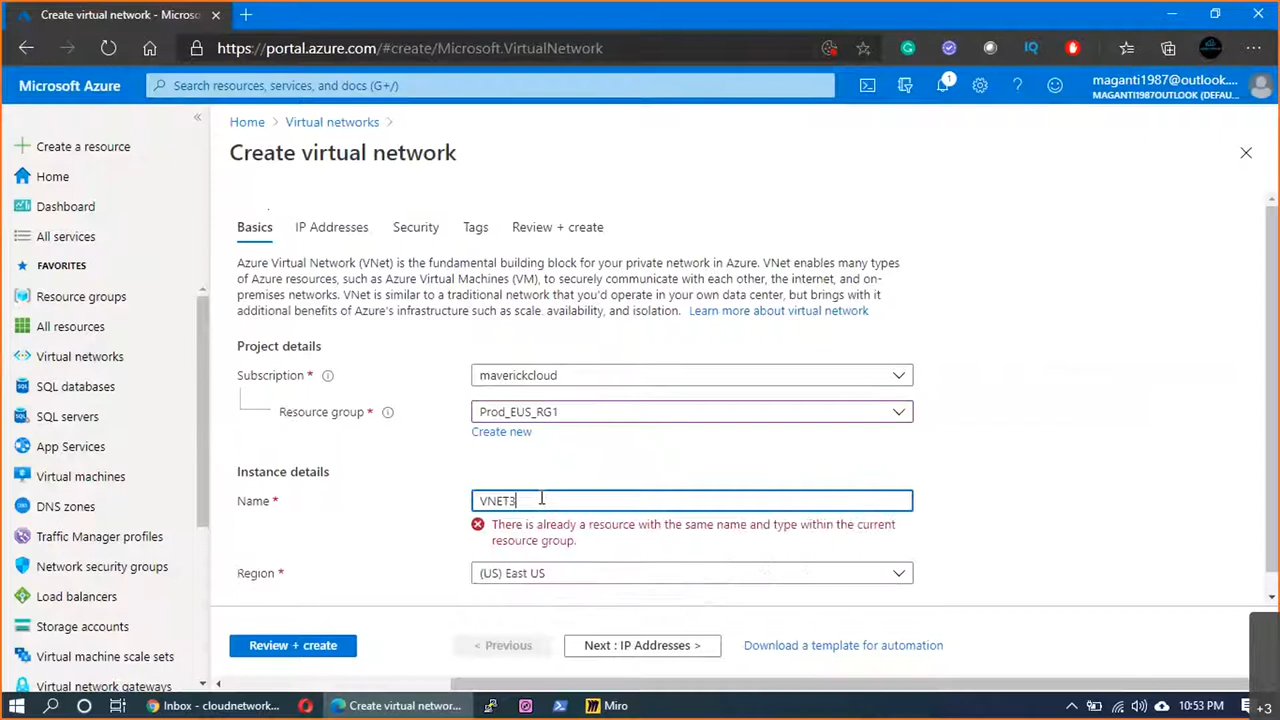 Create virtual network - Microso
https://portal.azure.com/#create/Microsoft.VirtualNetwork
IQ
Microsoft Azure
Search resources, services, and docs (G+/)
1
maganti1987@outlook....
MAGANTI1987OUTLOOK (DEFAU...
Create a resource
Home
Dashboard
All services
FAVORITES
Resource groups
All resources
Virtual networks
SQL databases
SQL servers
App Services
Virtual machines
DNS zones
Traffic Manager profiles
Network security groups
Load balancers
Storage accounts
Virtual machine scale sets
Virtual network gateways
Home > Virtual networks >
Create virtual network
Basics IP Addresses Security Tags Review + create
Azure Virtual Network (VNet) is the fundamental building block for your private network in Azure. VNet enables many types
of Azure resources, such as Azure Virtual Machines (VM), to securely communicate with each other, the internet, and on-
premises networks. VNet is similar to a traditional network that you'd operate in your own data center, but brings with it
additional benefits of Azure's infrastructure such as scale, availability, and isolation. Learn more about virtual network
Project details
Subscription * maverickcloud
Resource group * Prod_EUS_RG1
Create new
Instance details
Name * VNET3
There is already a resource with the same name and type within the current
resource group.
Region * (US) East US
Review + create < Previous Next : IP Addresses > Download a template for automation
Inbox - cloudnetwork... Create virtual networ... Miro 10:53 PM +3